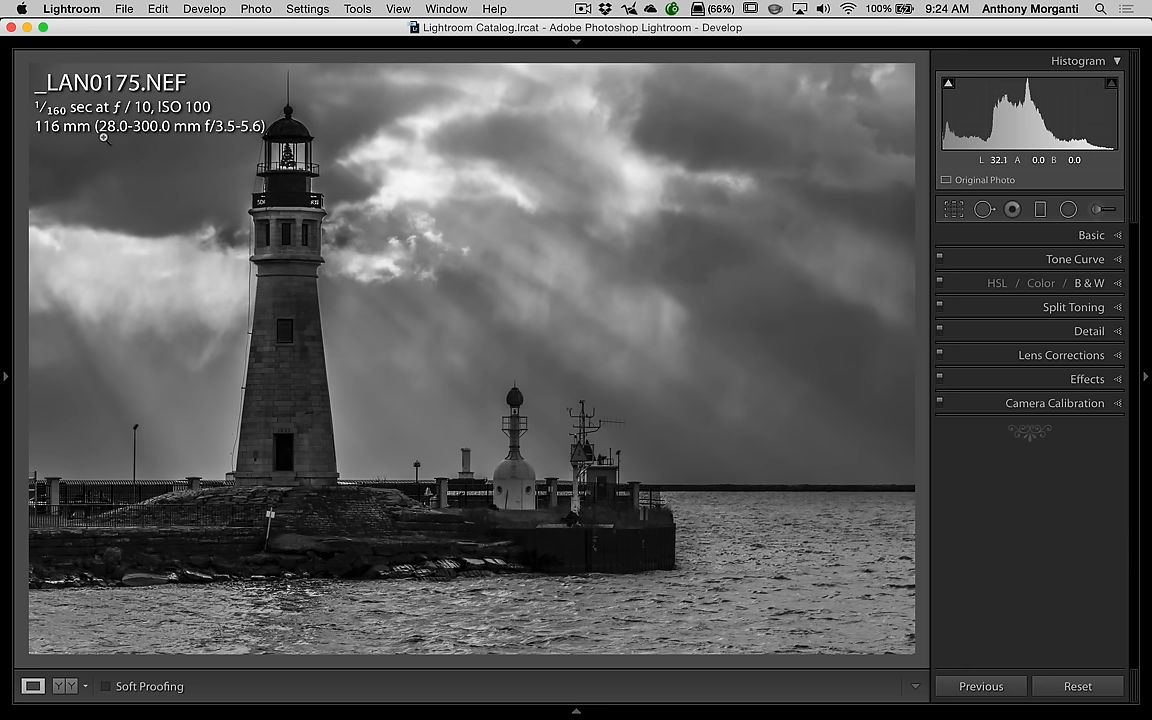 Lightroom File Edit Develop Photo Settings Tools View Window Help (66%) 100% 9:24 AM Anthony Morganti
Lightroom Catalog.lrcat - Adobe Photoshop Lightroom - Develop
Histogram
_LAN0175.NEF
1/160 sec at ƒ / 10, ISO 100
116 mm (28.0-300.0 mm f/3.5-5.6)
L 32.1 A 0.0 B 0.0
Original Photo
Basic
Tone Curve
HSL / Color / B & W
Split Toning
Detail
Lens Corrections
Effects
Camera Calibration
Y Y Soft Proofing
Previous Reset